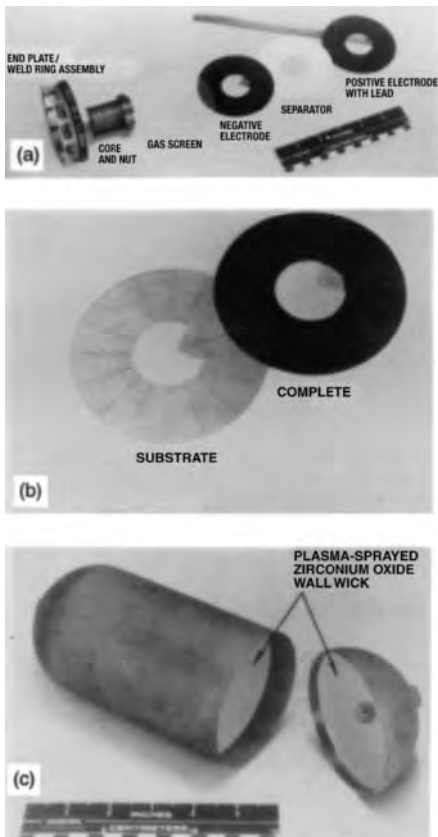 END PLATE/
WELD RING ASSEMBLY
POSITIVE ELECTRODE
WITH LEAD
SEPARATOR
NEGATIVE
ELECTRODE
GAS SCREEN
CORE
AND NUT
(a)
COMPLETE
SUBSTRATE
(b)
PLASMA-SPRAYED
ZIRCONIUM OXIDE
WALL WICK
(c)
INCHES
CENTIMETERS